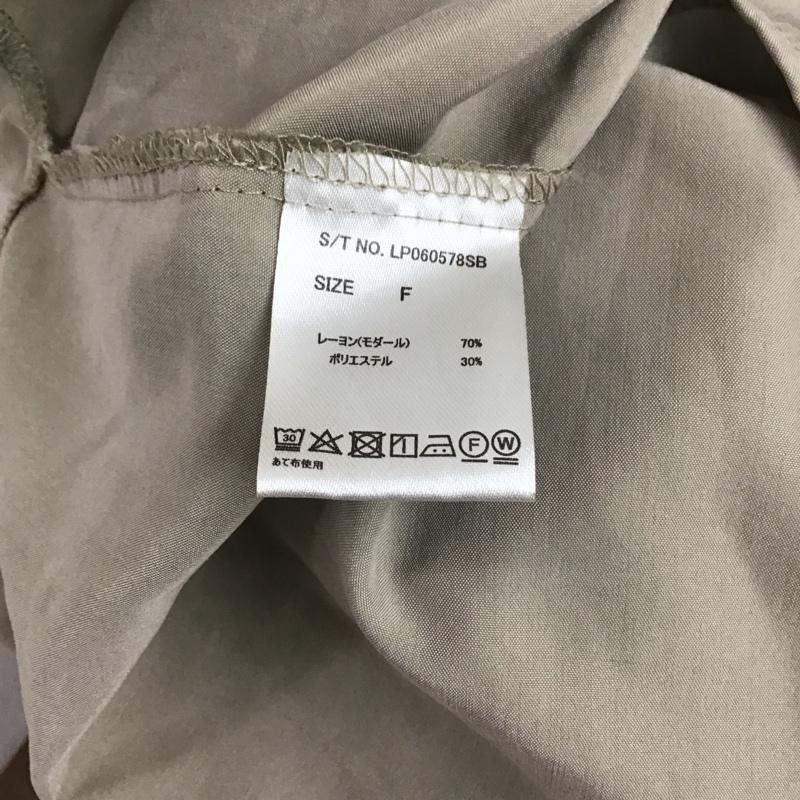 S/T NO. LP060578SB
SIZE F
レーヨン(モダール) 70%
ポリエステル 30%
30 F W
あて布使用